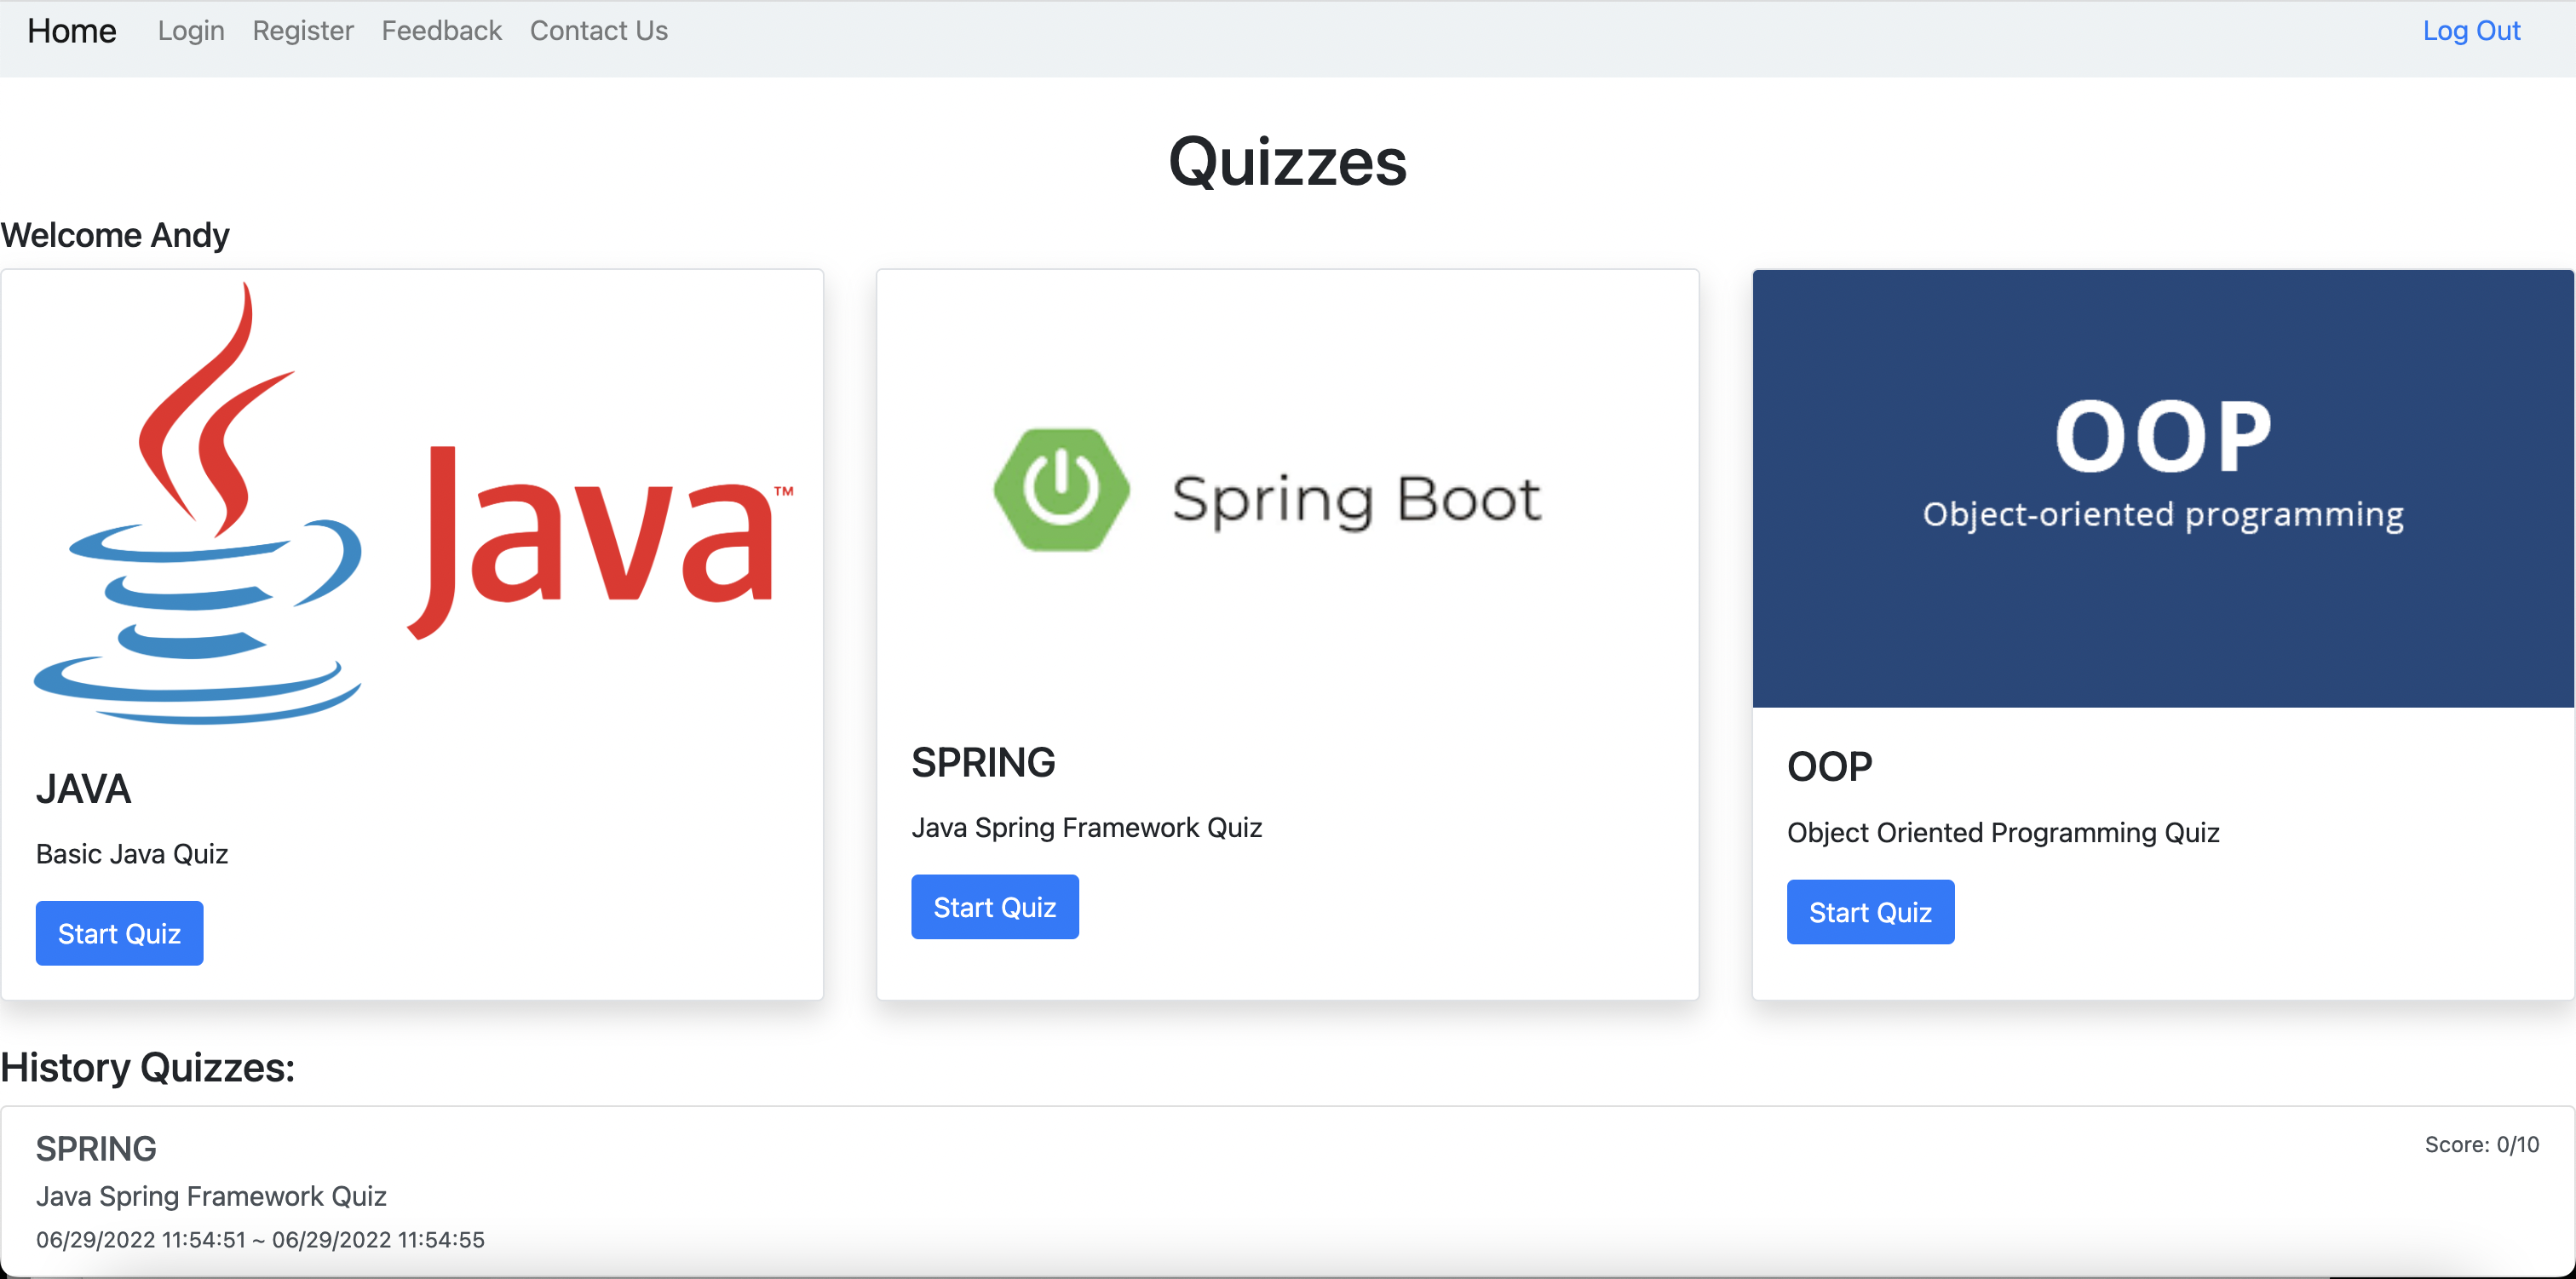 Home Login Register Feedback Contact Us Log Out
Quizzes
Welcome Andy
Java™
JAVA
Basic Java Quiz
Start Quiz
Spring Boot
SPRING
Java Spring Framework Quiz
Start Quiz
OOP
Object-oriented programming
OOP
Object Oriented Programming Quiz
Start Quiz
History Quizzes:
SPRING
Score: 0/10
Java Spring Framework Quiz
06/29/2022 11:54:51 ~ 06/29/2022 11:54:55